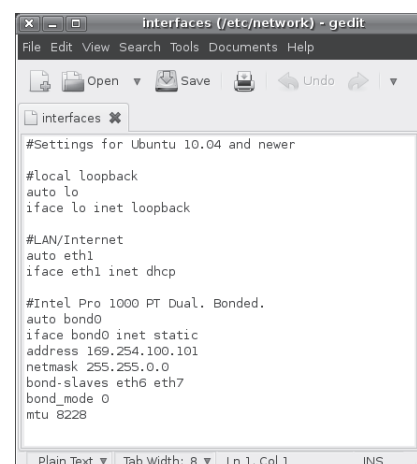 interfaces (/etc/network) - gedit
File Edit View Search Tools Documents Help
Open Save Undo
interfaces
#Settings for Ubuntu 10.04 and newer
#local loopback
auto lo
iface lo inet loopback
#LAN/Internet
auto eth1
iface eth1 inet dhcp
#Intel Pro 1000 PT Dual. Bonded.
auto bond0
iface bond0 inet static
address 169.254.100.101
netmask 255.255.0.0
bond-slaves eth6 eth7
bond_mode 0
mtu 8228
Plain Text Tab Width: 8 Ln 1, Col 1 INS